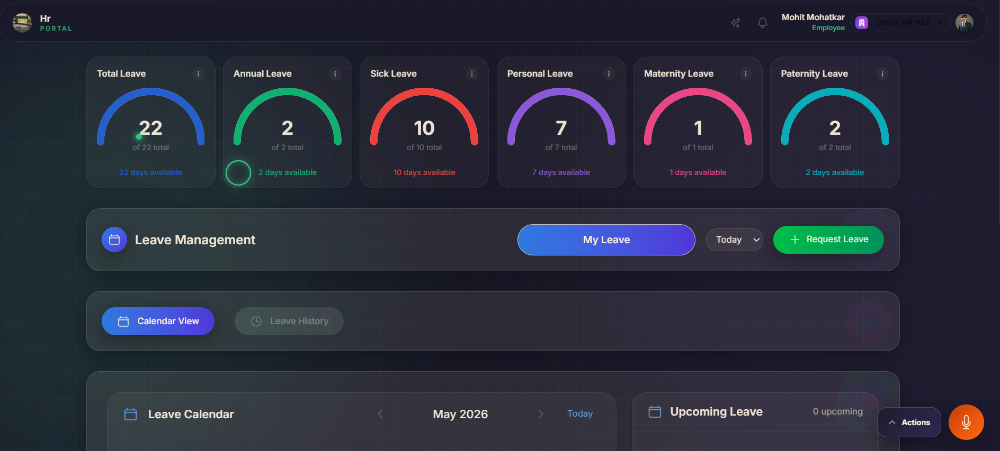 Hr
PORTAL
Mohit Mohatkar
Employee
Smart HR-MS
Total Leave
22
of 22 total
22 days available
Annual Leave
2
of 2 total
2 days available
Sick Leave
10
of 10 total
10 days available
Personal Leave
7
of 7 total
7 days available
Maternity Leave
1
of 1 total
1 days available
Paternity Leave
2
of 2 total
2 days available
Leave Management
My Leave
Today
Request Leave
Calendar View
Leave History
Leave Calendar
May 2026
Today
Upcoming Leave
0 upcoming
Actions